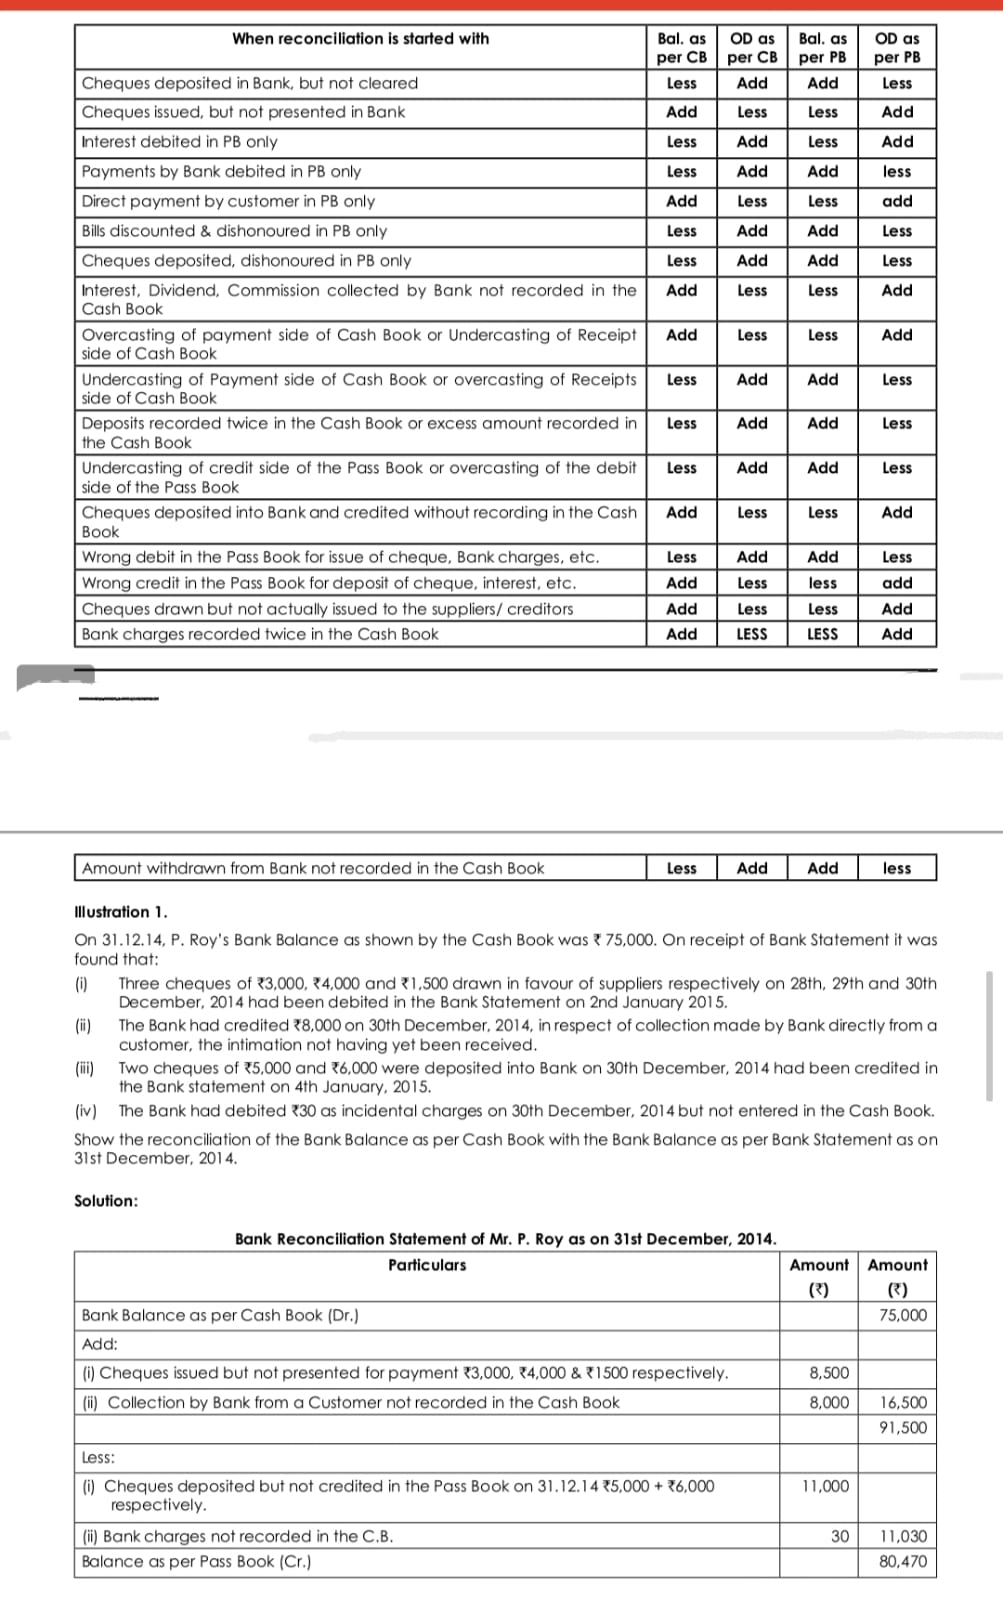 When reconciliation is started with Bal. as per CB OD as per CB Bal. as per PB OD as per PB
Cheques deposited in Bank, but not cleared Less Add Add Less
Cheques issued, but not presented in Bank Add Less Less Add
Interest debited in PB only Less Add Less Add
Payments by Bank debited in PB only Less Add Add less
Direct payment by customer in PB only Add Less Less add
Bills discounted & dishonoured in PB only Less Add Add Less
Cheques deposited, dishonoured in PB only Less Add Add Less
Interest, Dividend, Commission collected by Bank not recorded in the Add Less Less Add
Cash Book
Overcasting of payment side of Cash Book or Undercasting of Receipt Add Less Less Add
side of Cash Book
Undercasting of Payment side of Cash Book or overcasting of Receipts Less Add Add Less
side of Cash Book
Deposits recorded twice in the Cash Book or excess amount recorded in Less Add Add Less
the Cash Book
Undercasting of credit side of the Pass Book or overcasting of the debit Less Add Add Less
side of the Pass Book
Cheques deposited into Bank and credited without recording in the Cash Add Less Less Add
Book
Wrong debit in the Pass Book for issue of cheque, Bank charges, etc. Less Add Add Less
Wrong credit in the Pass Book for deposit of cheque, interest, etc. Add Less less add
Cheques drawn but not actually issued to the suppliers/ creditors Add Less Less Add
Bank charges recorded twice in the Cash Book Add LESS LESS Add
Amount withdrawn from Bank not recorded in the Cash Book Less Add Add less
Illustration 1.
On 31.12.14, P. Roy's Bank Balance as shown by the Cash Book was ₹ 75,000. On receipt of Bank Statement it was
found that:
(i) Three cheques of ₹3,000, ₹4,000 and ₹1,500 drawn in favour of suppliers respectively on 28th, 29th and 30th
December, 2014 had been debited in the Bank Statement on 2nd January 2015.
(ii) The Bank had credited ₹8,000 on 30th December, 2014, in respect of collection made by Bank directly from a
customer, the intimation not having yet been received.
(iii) Two cheques of ₹5,000 and ₹6,000 were deposited into Bank on 30th December, 2014 had been credited in
the Bank statement on 4th January, 2015.
(iv) The Bank had debited ₹30 as incidental charges on 30th December, 2014 but not entered in the Cash Book.
Show the reconciliation of the Bank Balance as per Cash Book with the Bank Balance as per Bank Statement as on
31st December, 2014.
Solution:
Bank Reconciliation Statement of Mr. P. Roy as on 31st December, 2014.
Particulars Amount Amount
(₹) (₹)
Bank Balance as per Cash Book (Dr.) 75,000
Add:
(i) Cheques issued but not presented for payment ₹3,000, ₹4,000 & ₹1500 respectively. 8,500
(ii) Collection by Bank from a Customer not recorded in the Cash Book 8,000 16,500
91,500
Less:
(i) Cheques deposited but not credited in the Pass Book on 31.12.14 ₹5,000 + ₹6,000 11,000
respectively.
(ii) Bank charges not recorded in the C.B. 30 11,030
Balance as per Pass Book (Cr.) 80,470